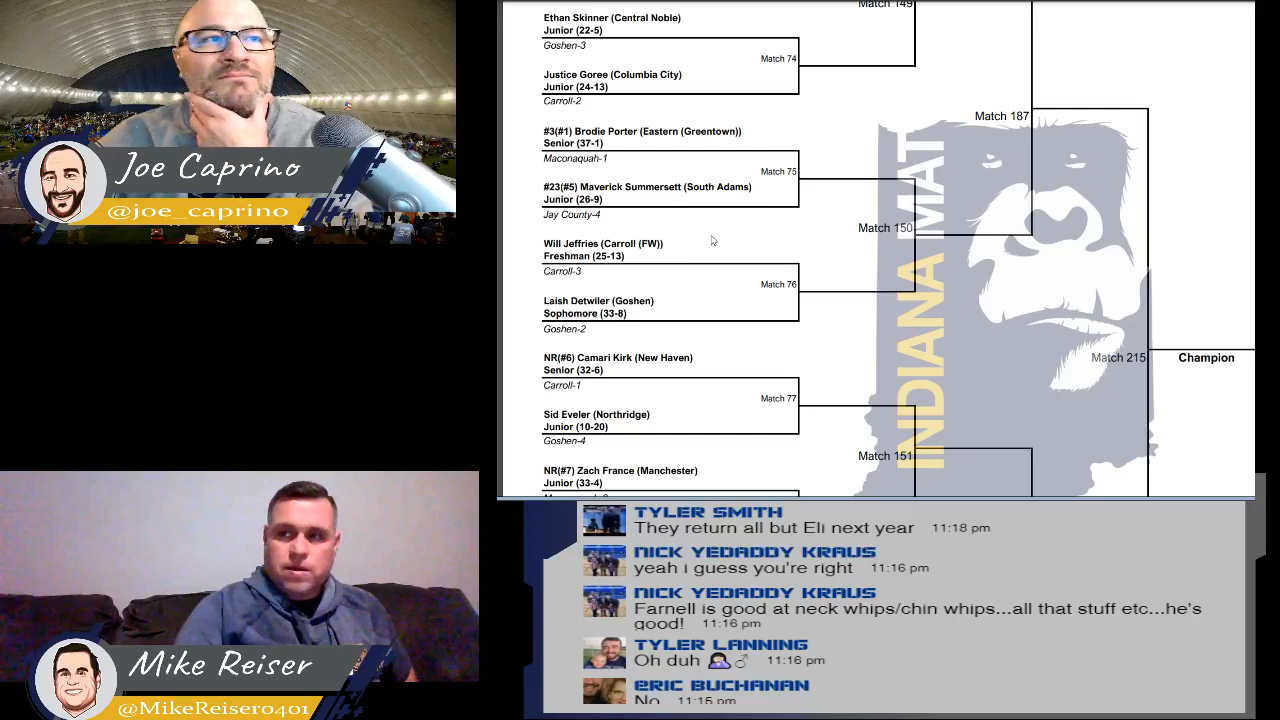 Joe Caprino
@joe_caprino
Mike Reiser
@MikeReiser0401
Match 149
Ethan Skinner (Central Noble)
Junior (22-5)
Goshen-3
Match 74
Justice Goree (Columbia City)
Junior (24-13)
Carroll-2
Match 187
#3(#1) Brodie Porter (Eastern (Greentown))
Senior (37-1)
Maconaquah-1
Match 75
#23(#5) Maverick Summersett (South Adams)
Junior (26-9)
Jay County-4
Match 150
Will Jeffries (Carroll (FW))
Freshman (25-13)
Carroll-3
Match 76
Laish Detwiler (Goshen)
Sophomore (33-8)
Goshen-2
Match 215
Champion
NR(#6) Camari Kirk (New Haven)
Senior (32-6)
Carroll-1
Match 77
Sid Eveler (Northridge)
Junior (10-20)
Goshen-4
Match 151
NR(#7) Zach France (Manchester)
Junior (33-4)
INDIANA MAT
TYLER SMITH
They return all but Eli next year 11:18 pm
NICK YEDADDY KRAUS
yeah i guess you're right 11:16 pm
NICK YEDADDY KRAUS
Farnell is good at neck whips/chin whips...all that stuff etc...he's
good! 11:16 pm
TYLER LANNING
Oh duh 11:16 pm
ERIC BUCHANAN
No 11:15 pm